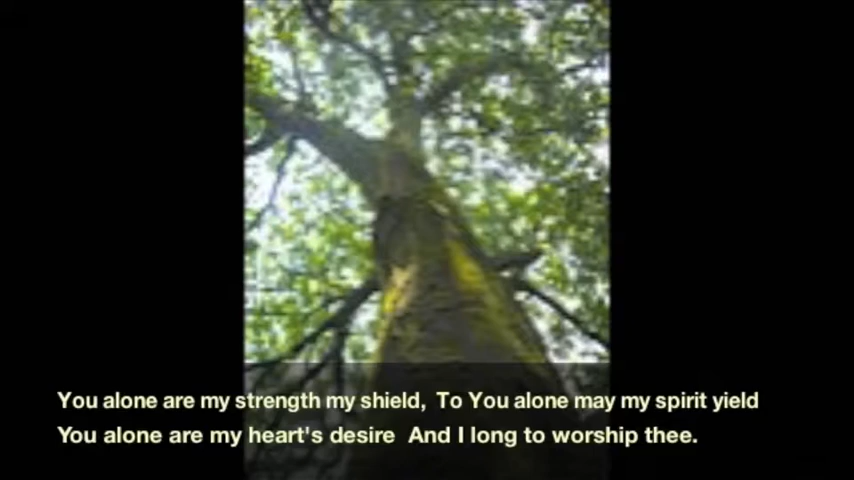 You alone are my strength my shield, To You alone may my spirit yield
You alone are my heart's desire And I long to worship thee.